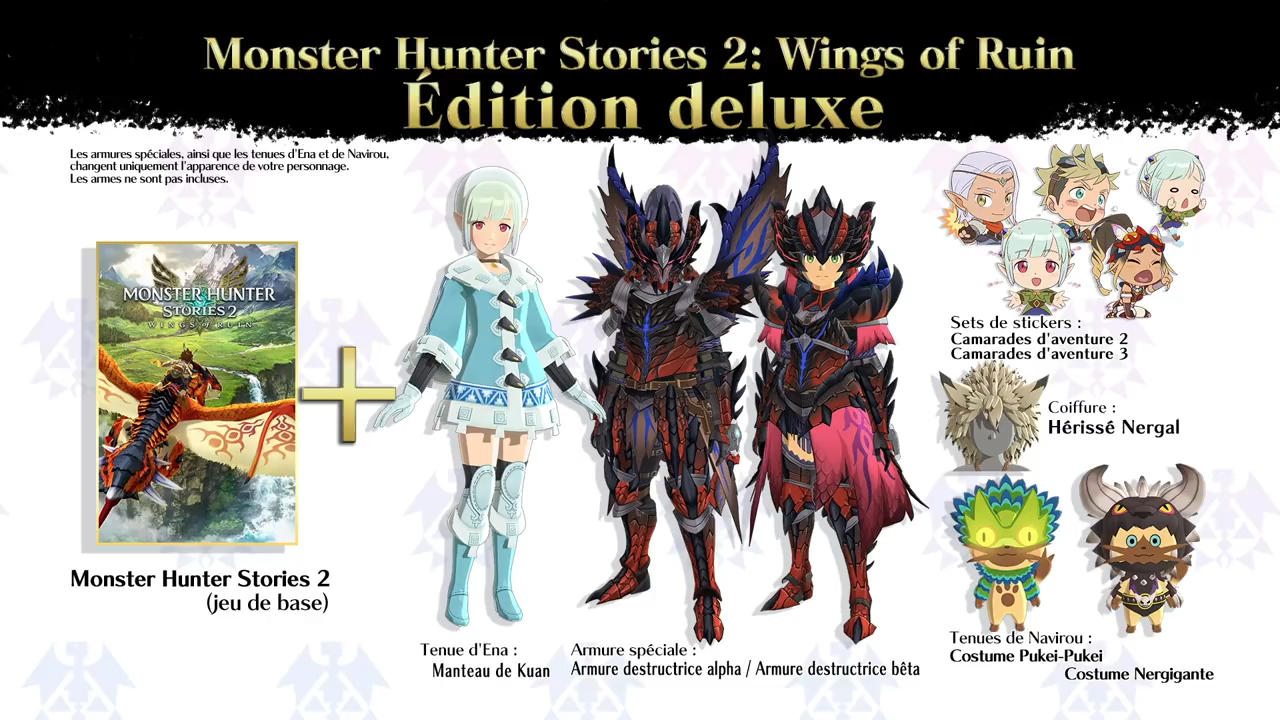 Monster Hunter Stories 2: Wings of Ruin
Édition deluxe
Les armures spéciales, ainsi que les tenues d'Ena et de Navirou,
changent uniquement l'apparence de votre personnage.
Les armes ne sont pas incluses.
MONSTER HUNTER
STORIES 2
WINGS of RUIN
Monster Hunter Stories 2
(jeu de base)
Tenue d'Ena :
Manteau de Kuan
Armure spéciale :
Armure destructrice alpha / Armure destructrice bêta
Sets de stickers :
Camarades d'aventure 2
Camarades d'aventure 3
Coiffure :
Hérissé Nergal
Tenues de Navirou :
Costume Pukei-Pukei
Costume Nergigante